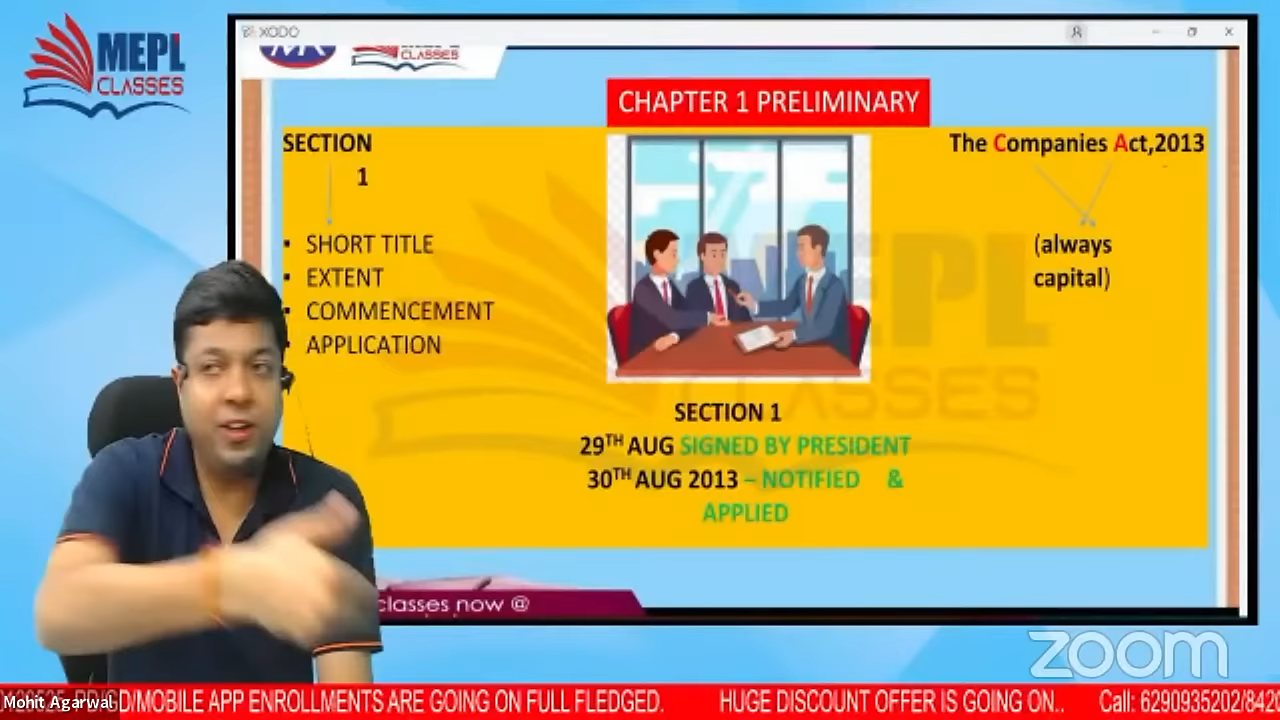 MEPL
CLASSES
XODO
CLASSES
CHAPTER 1 PRELIMINARY
SECTION
1
The Companies Act,2013
▪ SHORT TITLE
▪ EXTENT
▪ COMMENCEMENT
▪ APPLICATION
(always
capital)
MEPL
CLASSES
SECTION 1
29TH AUG SIGNED BY PRESIDENT
30TH AUG 2013 – NOTIFIED &
APPLIED
classes now @
zoom
Mohit Agarwal
MOBILE APP ENROLLMENTS ARE GOING ON FULL FLEDGED. HUGE DISCOUNT OFFER IS GOING ON.. Call: 6290935202/